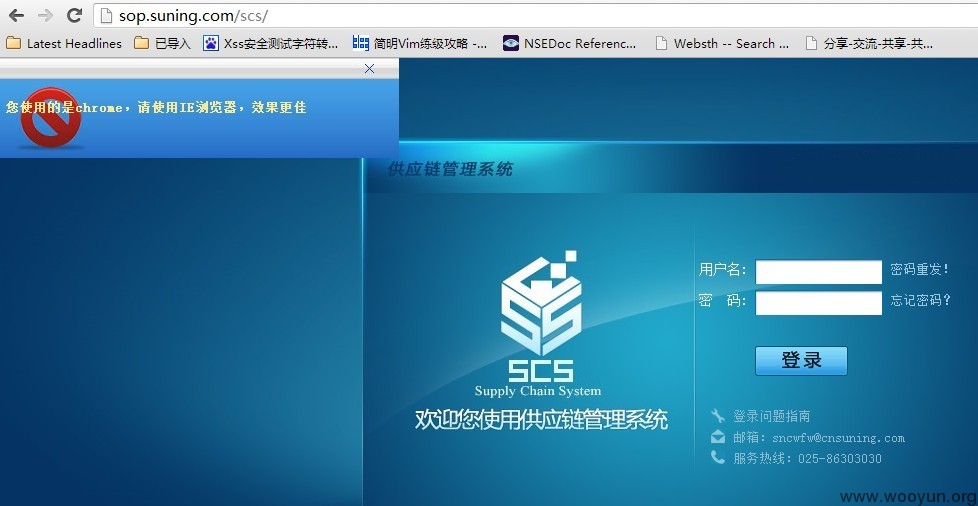 sop.suning.com/scs/
Latest Headlines 已导入 Xss安全测试字符转... 简明Vim练级攻略 -... NSEDoc Referenc... Websth -- Search ... 分享-交流-共享-共...
您使用的是chrome，请使用IE浏览器，效果更佳
供应链管理系统
用户名: 密码重发!
密 码: 忘记密码?
登录
SCS
Supply Chain System
欢迎您使用供应链管理系统
登录问题指南
邮箱: sncwfw@cnsuning.com
服务热线: 025-86303030
www.wooyun.org